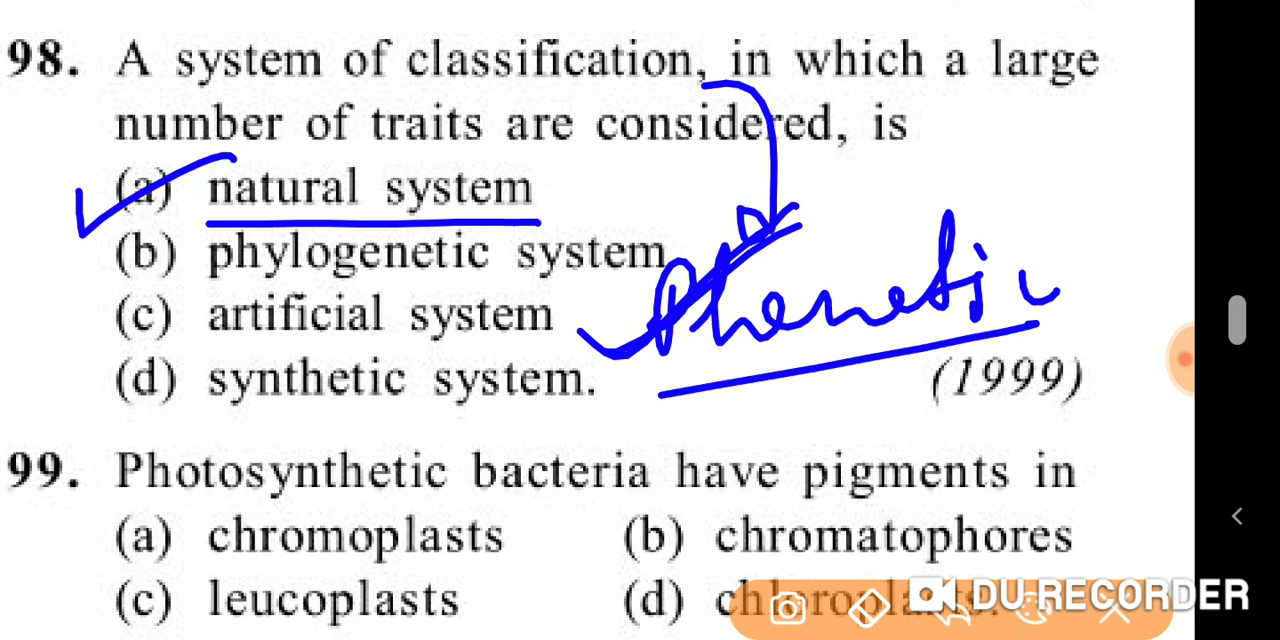 98. A system of classification, in which a large
number of traits are considered, is
(a) natural system
(b) phylogenetic system
(c) artificial system
Phenetic
(d) synthetic system.
(1999)
99. Photosynthetic bacteria have pigments in
(a) chromoplasts (b) chromatophores
(c) leucoplasts (d) chloroplasts.
DU RECORDER